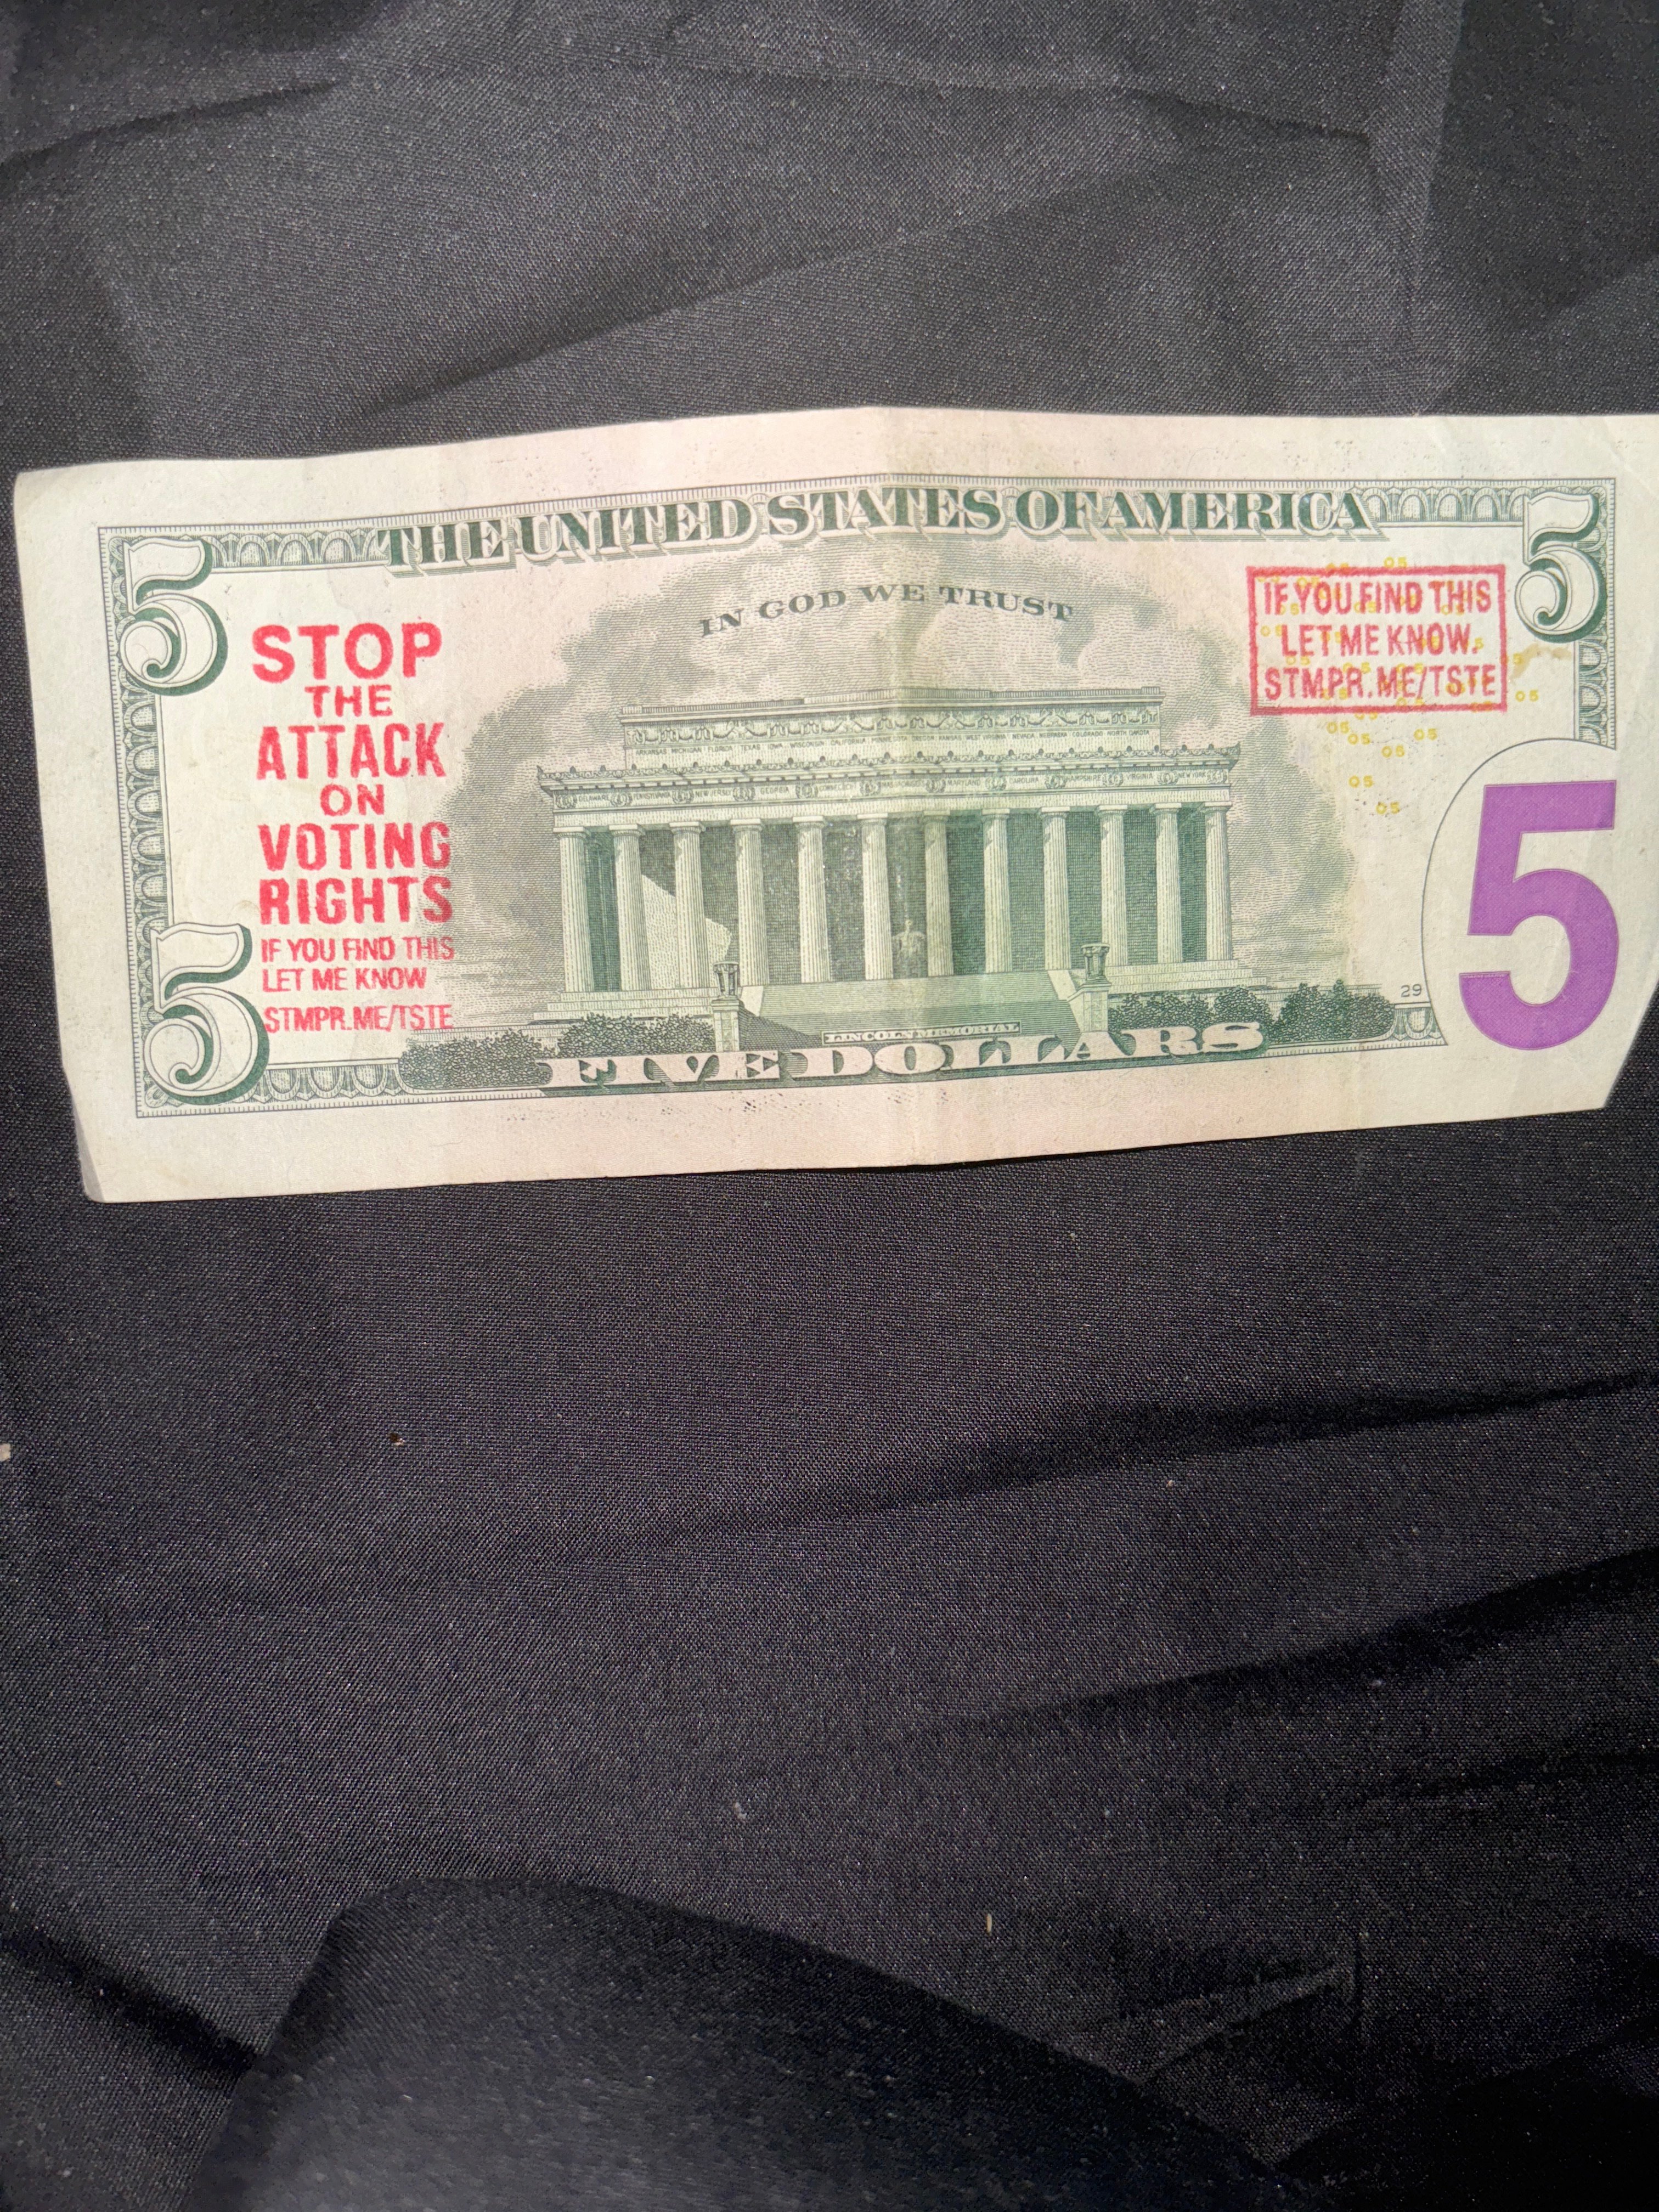 THE UNITED STATES OF AMERICA
5
5
IN GOD WE TRUST
IF YOU FIND THIS
LET ME KNOW.
STMPR.ME/TSTE
STOP
THE
ATTACK
ON
VOTING
RIGHTS
IF YOU FIND THIS
LET ME KNOW
STMPR.ME/TSTE
5
29
5
LINCOLN MEMORIAL
FIVE DOLLARS